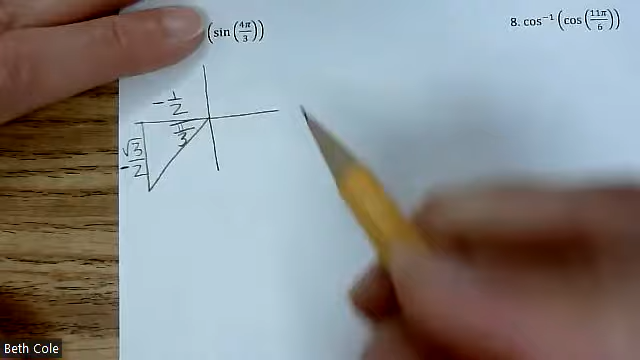 (sin(4π/3))
8. cos⁻¹(cos(11π/6))
-1/2
π/3
-√3/2
Beth Cole